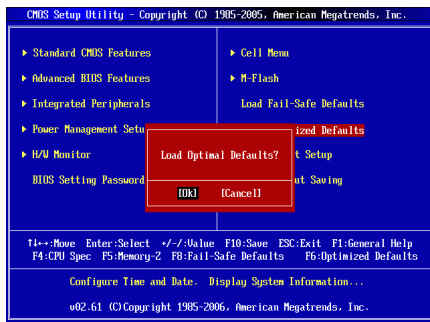 CMOS Setup Utility - Copyright (C) 1985-2005, American Megatrends, Inc.
Standard CMOS Features
Cell Menu
Advanced BIOS Features
M-Flash
Integrated Peripherals
Load Fail-Safe Defaults
Power Management Setu
ized Defaults
H/W Monitor
Load Optimal Defaults?
t Setup
BIOS Setting Password
ut Saving
[Ok] [Cancel]
↑↓←→:Move Enter:Select +/-/:Value F10:Save ESC:Exit F1:General Help
F4:CPU Spec F5:Memory-Z F8:Fail-Safe Defaults F6:Optimized Defaults
Configure Time and Date. Display System Information...
v02.61 (C)Copyright 1985-2006, American Megatrends, Inc.